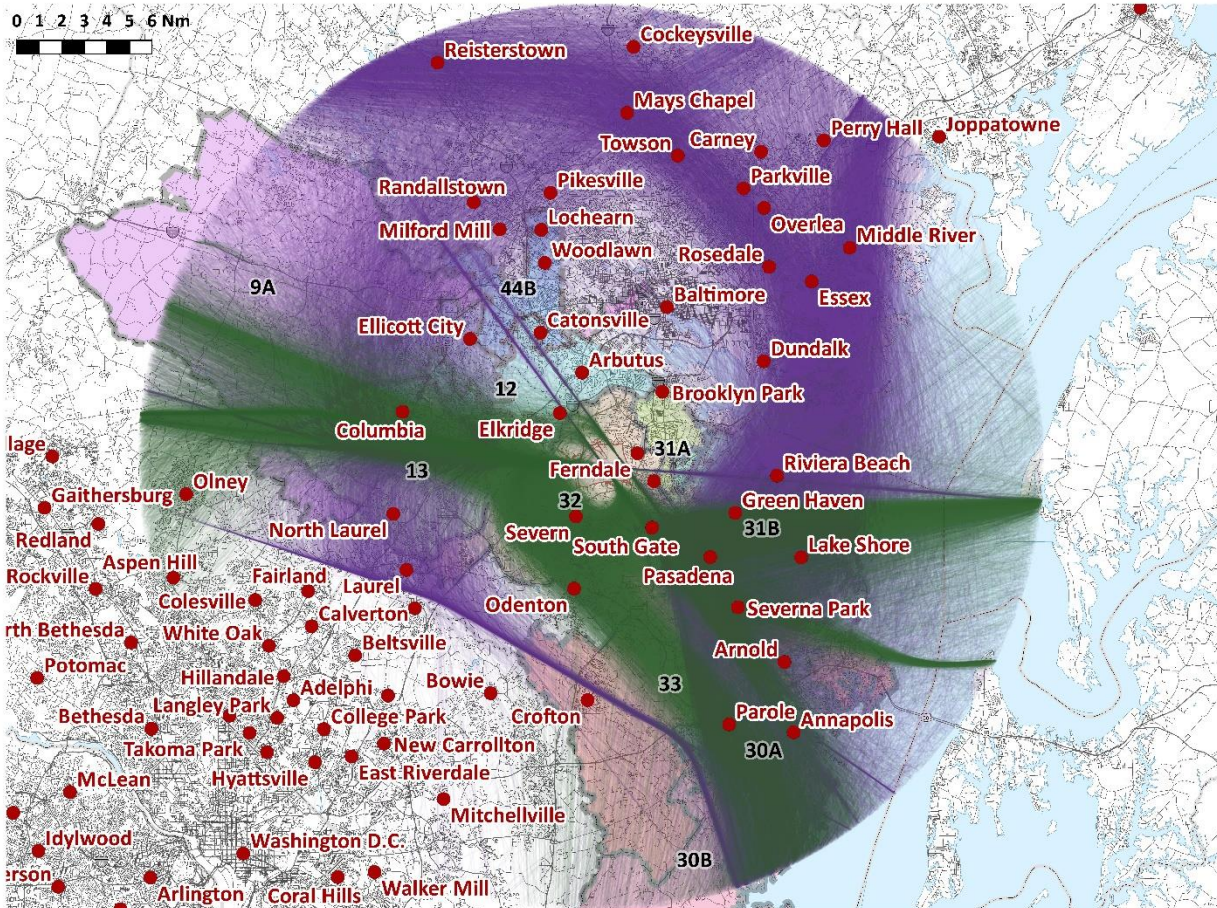 0 1 2 3 4 5 6 Nm
Cockeysville
Reisterstown
Mays Chapel
Perry Hall
Joppatowne
Towson
Carney
Parkville
Pikesville
Randallstown
Overlea
Milford Mill
Lochearn
Middle River
Woodlawn
Rosedale
9A
44B
Essex
Baltimore
Ellicott City
Catonsville
Arbutus
Dundalk
12
Brooklyn Park
Columbia
Elkridge
lage
31A
Ferndale
Riviera Beach
13
Gaithersburg
Olney
32
Green Haven
North Laurel
Severn
31B
Redland
South Gate
Lake Shore
Aspen Hill
Pasadena
Rockville
Fairland
Laurel
Odenton
Colesville
Calverton
Severna Park
rth Bethesda
White Oak
Beltsville
Arnold
Potomac
Hillandale
Adelphi
Bowie
33
Langley Park
Crofton
Parole
Bethesda
College Park
Annapolis
Takoma Park
New Carrollton
30A
Hyattsville
East Riverdale
McLean
Mitchellville
Idylwood
Washington D.C.
30B
erson
Arlington
Coral Hills
Walker Mill